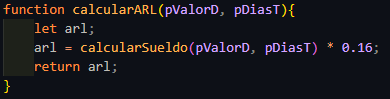 function calcularARL(pValorD, pDiasT){
let arl;
arl = calcularSueldo(pValorD, pDiasT) * 0.16;
return arl;
}